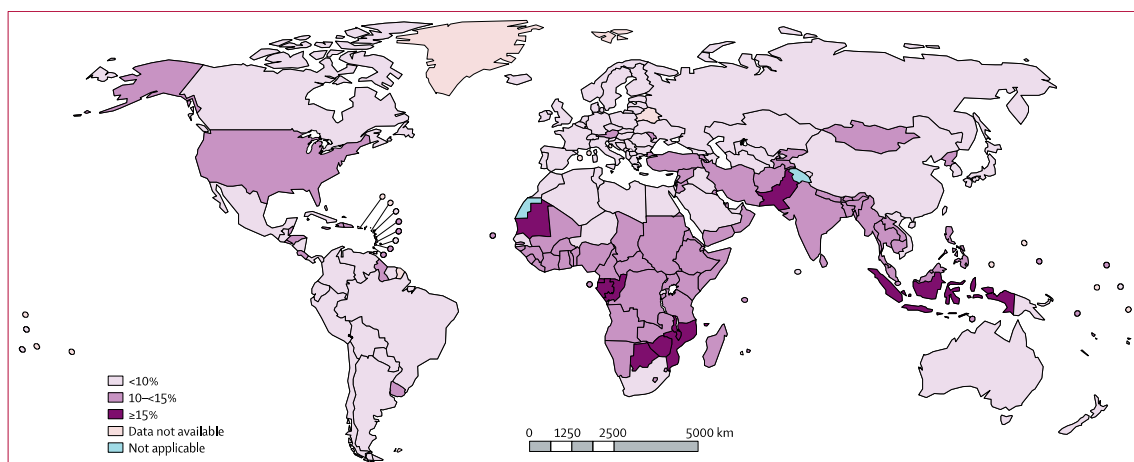 <10%
10–<15%
≥15%
Data not available
Not applicable
0 1250 2500 5000 km